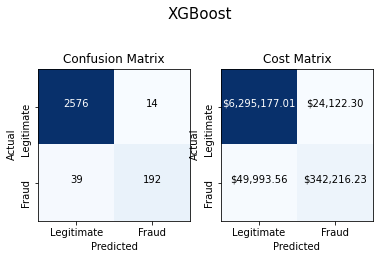 XGBoost
Confusion Matrix
Actual
Legitimate
Fraud
2576 14
39 192
Legitimate Fraud
Predicted
Cost Matrix
Actual
Legitimate
Fraud
$6,295,177.01 $24,122.30
$49,993.56 $342,216.23
Legitimate Fraud
Predicted